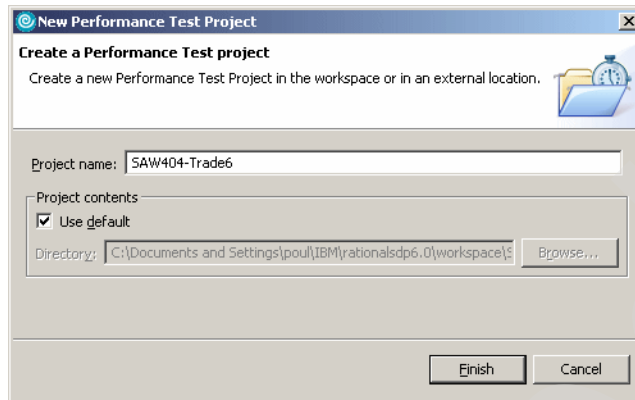 New Performance Test Project
Create a Performance Test project
Create a new Performance Test Project in the workspace or in an external location.
Project name: SAW404-Trade6
Project contents
Use default
Directory: C:\Documents and Settings\poul\IBM\rationalsdp6.0\workspace\S
Browse...
Finish
Cancel